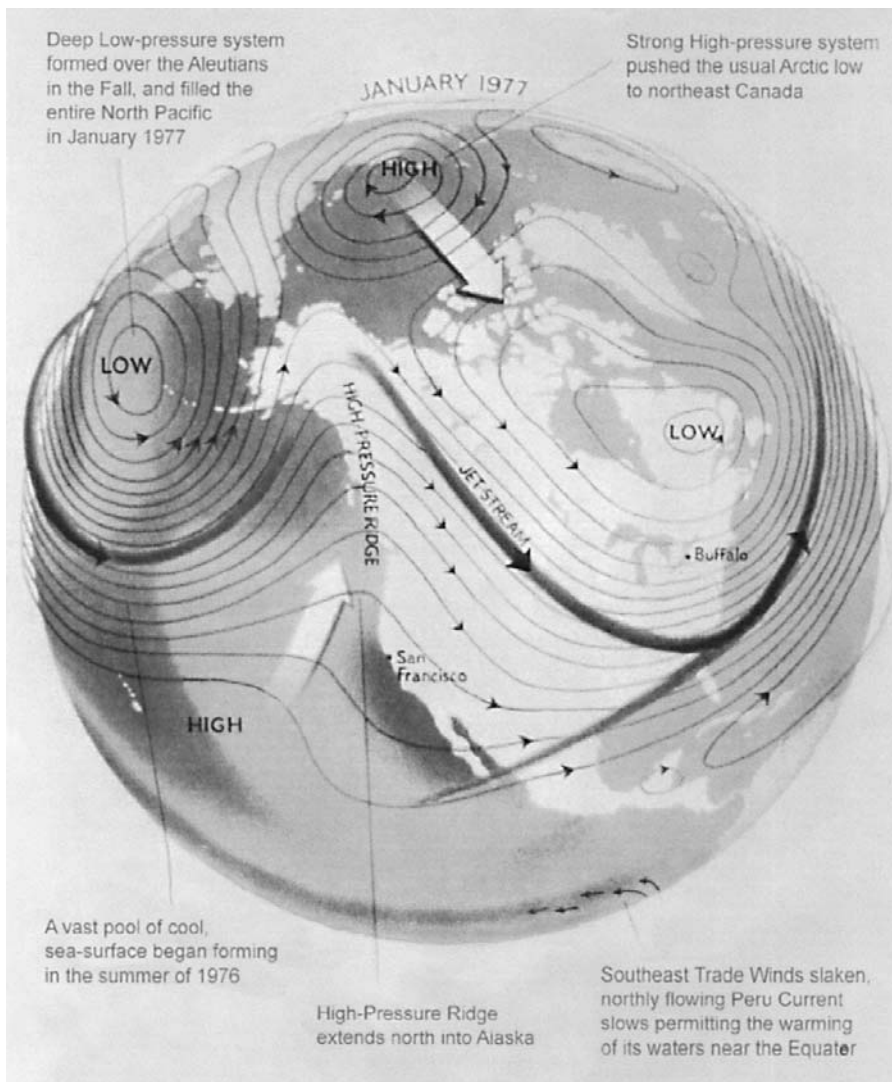 Deep Low-pressure system
formed over the Aleutians
in the Fall, and filled the
entire North Pacific
in January 1977
Strong High-pressure system
pushed the usual Arctic low
to northeast Canada
JANUARY 1977
HIGH
LOW
HIGH-PRESSURE RIDGE
JET STREAM
LOW
Buffalo
San
Francisco
HIGH
A vast pool of cool,
sea-surface began forming
in the summer of 1976
High-Pressure Ridge
extends north into Alaska
Southeast Trade Winds slaken,
northly flowing Peru Current
slows permitting the warming
of its waters near the Equater